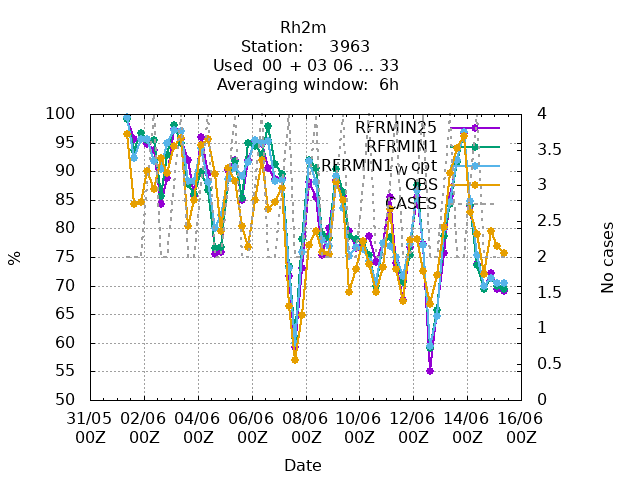 Rh2m
Station: 3963
Used 00 + 03 06 ... 33
Averaging window: 6h
100
95
90
85
80
75
70
65
60
55
50
%
4
3.5
3
2.5
2
1.5
1
0.5
0
No cases
RFRMIN25
RFRMIN1
RFRMIN1_W opt
OBS
CASES
31/05 02/06 04/06 06/06 08/06 10/06 12/06 14/06 16/06
00Z 00Z 00Z 00Z 00Z 00Z 00Z 00Z 00Z
Date